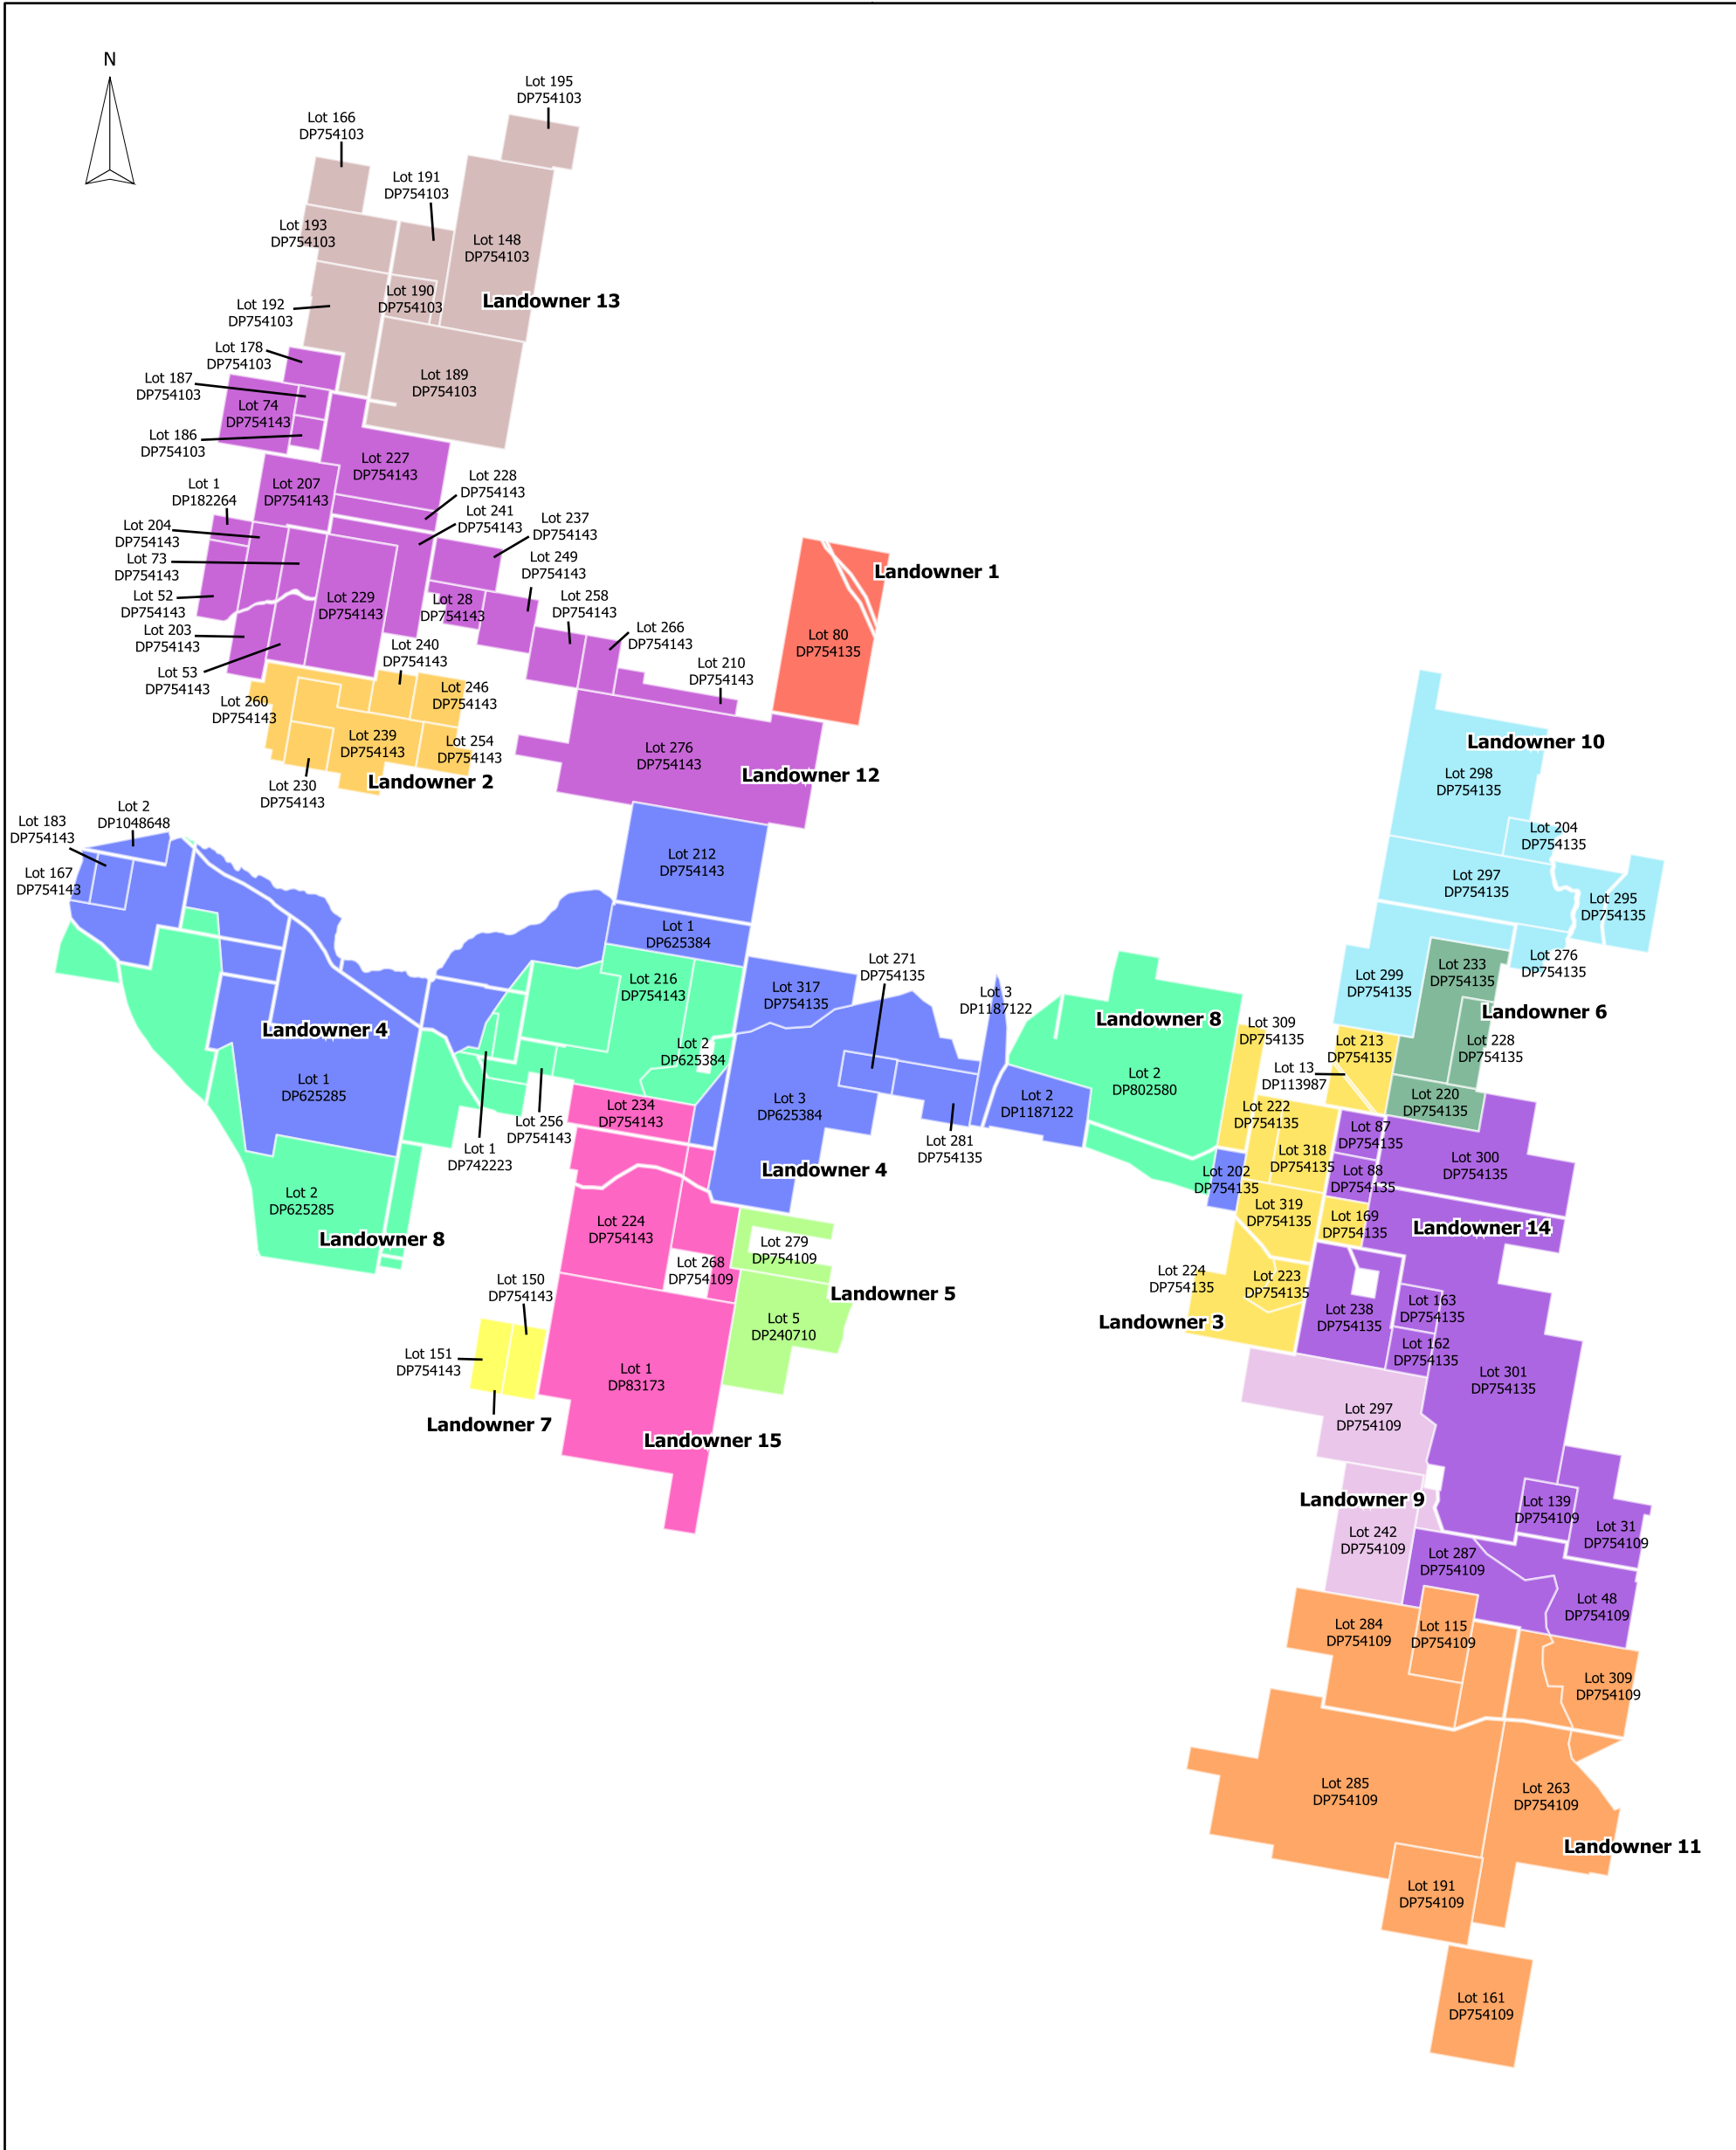 N
Lot 195
DP754103
Lot 166
DP754103
Lot 191
DP754103
Lot 193
DP754103
Lot 148
DP754103
Lot 190
DP754103
Landowner 13
Lot 192
DP754103
Lot 178
DP754103
Lot 189
DP754103
Lot 187
DP754103
Lot 74
DP754143
Lot 186
DP754103
Lot 227
DP754143
Lot 207
DP754143
Lot 228
DP754143
Lot 1
DP182264
Lot 241
DP754143
Lot 237
DP754143
Lot 204
DP754143
Lot 73
DP754143
Lot 249
DP754143
Lot 52
DP754143
Lot 229
DP754143
Lot 28
DP754143
Lot 258
DP754143
Landowner 1
Lot 203
DP754143
Lot 266
DP754143
Lot 80
DP754135
Lot 53
DP754143
Lot 240
DP754143
Lot 210
DP754143
Lot 260
DP754143
Lot 246
DP754143
Lot 239
DP754143
Lot 254
DP754143
Lot 276
DP754143
Landowner 12
Landowner 2
Lot 230
DP754143
Landowner 10
Lot 298
DP754135
Lot 204
DP754135
Lot 297
DP754135
Lot 295
DP754135
Lot 276
DP754135
Lot 299
DP754135
Lot 233
DP754135
Landowner 6
Lot 228
DP754135
Lot 220
DP754135
Lot 2
DP1048648
Lot 183
DP754143
Lot 167
DP754143
Lot 212
DP754143
Lot 1
DP625384
Lot 216
DP754143
Lot 317
DP754135
Lot 271
DP754135
Lot 3
DP1187122
Landowner 8
Landowner 4
Lot 2
DP625384
Lot 1
DP625285
Lot 3
DP625384
Lot 2
DP1187122
Lot 2
DP802580
Lot 309
DP754135
Lot 213
DP754135
Lot 13
DP113987
Lot 234
DP754143
Lot 256
DP754143
Lot 1
DP742223
Lot 281
DP754135
Landowner 4
Lot 222
DP754135
Lot 318
DP754135
Lot 87
DP754135
Lot 88
DP754135
Lot 300
DP754135
Lot 202
DP754135
Lot 2
DP625285
Landowner 8
Lot 224
DP754143
Lot 279
DP754109
Lot 268
DP754109
Landowner 5
Lot 319
DP754135
Lot 169
DP754135
Landowner 14
Lot 224
DP754135
Lot 223
DP754135
Landowner 3
Lot 238
DP754135
Lot 163
DP754135
Lot 162
DP754135
Lot 301
DP754135
Lot 150
DP754143
Lot 151
DP754143
Landowner 7
Lot 5
DP240710
Lot 1
DP83173
Landowner 15
Lot 297
DP754109
Landowner 9
Lot 139
DP754109
Lot 31
DP754109
Lot 242
DP754109
Lot 287
DP754109
Lot 48
DP754109
Lot 284
DP754109
Lot 115
DP754109
Lot 309
DP754109
Lot 285
DP754109
Lot 263
DP754109
Landowner 11
Lot 191
DP754109
Lot 161
DP754109